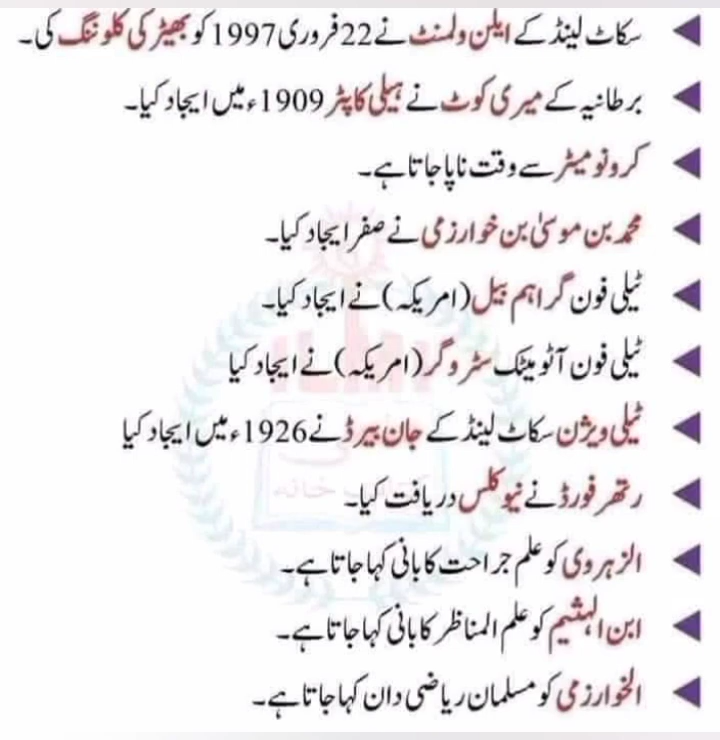 سکاٹ لینڈ کے ایلن ولمنٹ نے 22 فروری 1997 کو بھیڑ کی کلوننگ کی۔
برطانیہ کے میری کوٹ نے ہیلی کاپٹر 1909ء میں ایجاد کیا۔
کرونومیٹر سے وقت ناپا جاتا ہے۔
محمد بن موسیٰ بن خوارزمی نے صفر ایجاد کیا۔
ٹیلی فون گراہم بیل (امریکہ) نے ایجاد کیا۔
ٹیلی فون آٹومیٹک سٹروگر (امریکہ) نے ایجاد کیا
ٹیلی ویژن سکاٹ لینڈ کے جان بیرڈ نے 1926ء میں ایجاد کیا
رتھر فورڈ نے نیوکلس دریافت کیا۔
الزہروی کو علم جراحت کا بانی کہا جاتا ہے۔
ابن الہشیم کو علم المناظر کا بانی کہا جاتا ہے۔
الخوارزمی کو مسلمان ریاضی دان کہا جاتا ہے۔
ILMI
خانہ